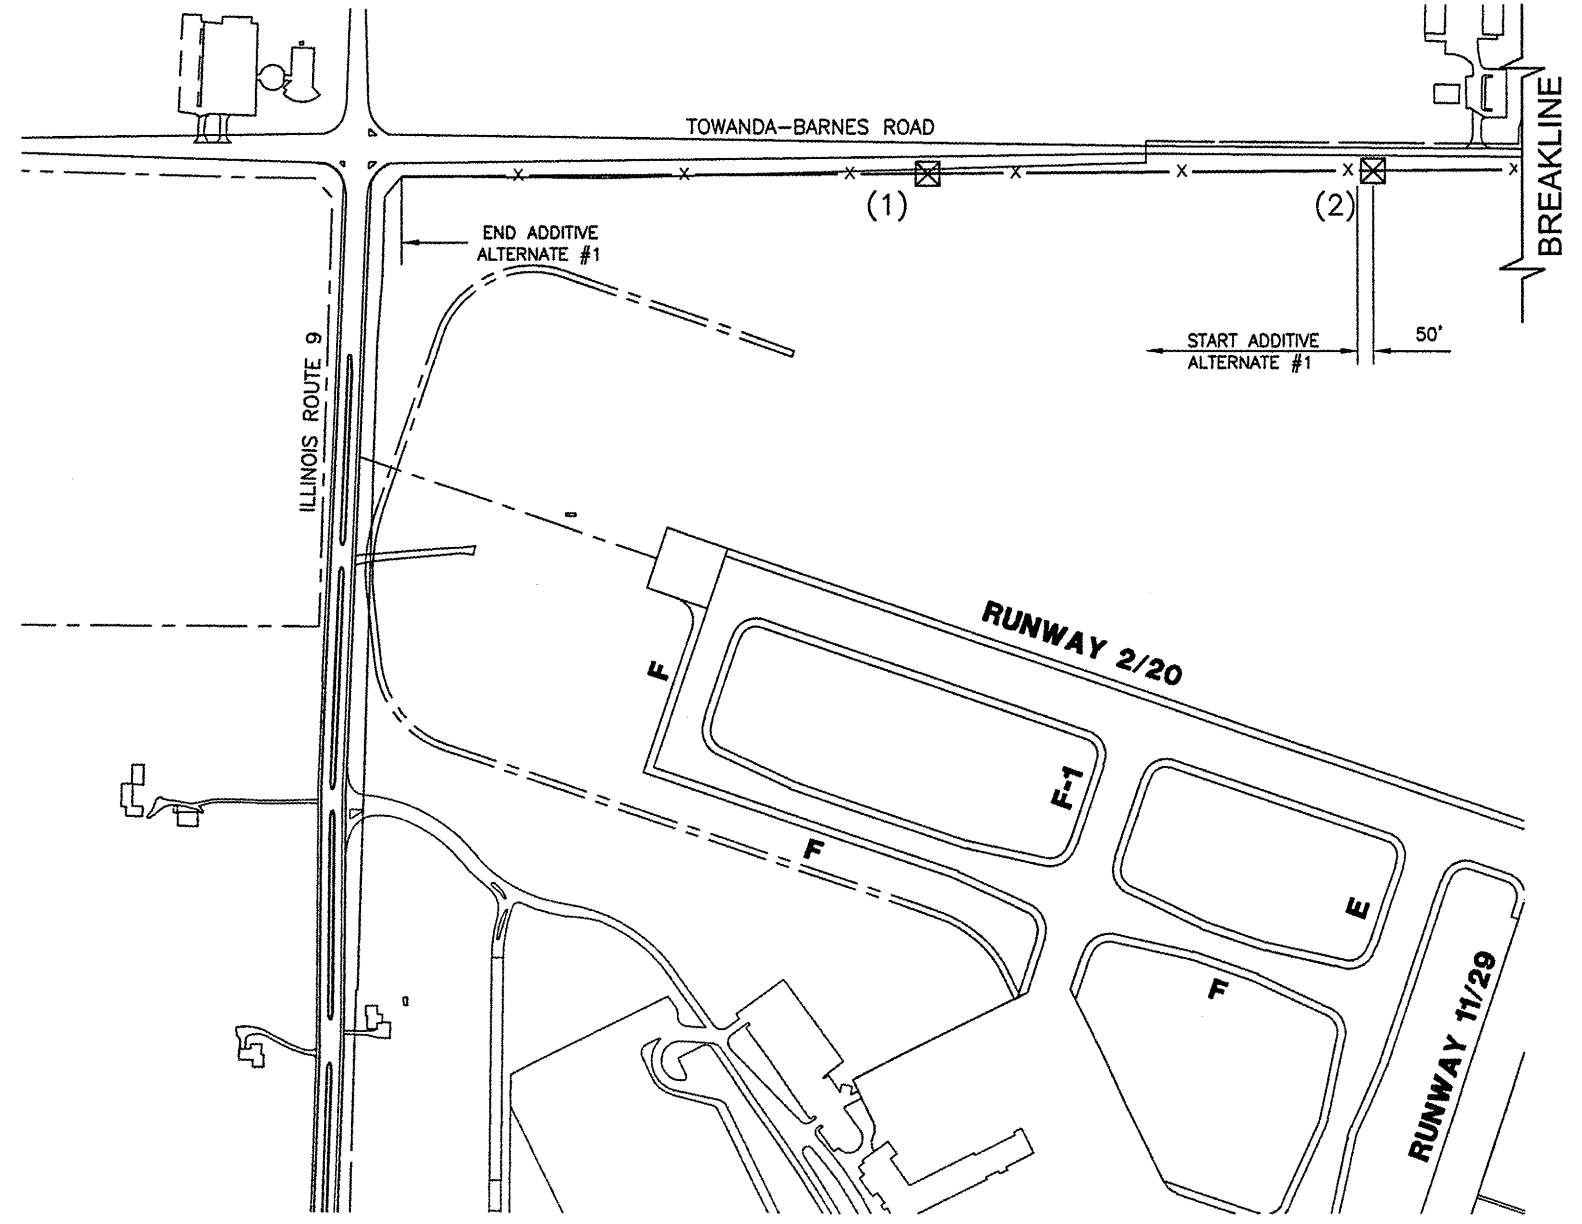 TOWANDA-BARNES ROAD
BREAKLINE
X X X X X X X
(1)
(2)
END ADDITIVE
ALTERNATE #1
START ADDITIVE
ALTERNATE #1
50'
ILLINOIS ROUTE 9
RUNWAY 2/20
F
F-1
F
E
F
RUNWAY 11/29